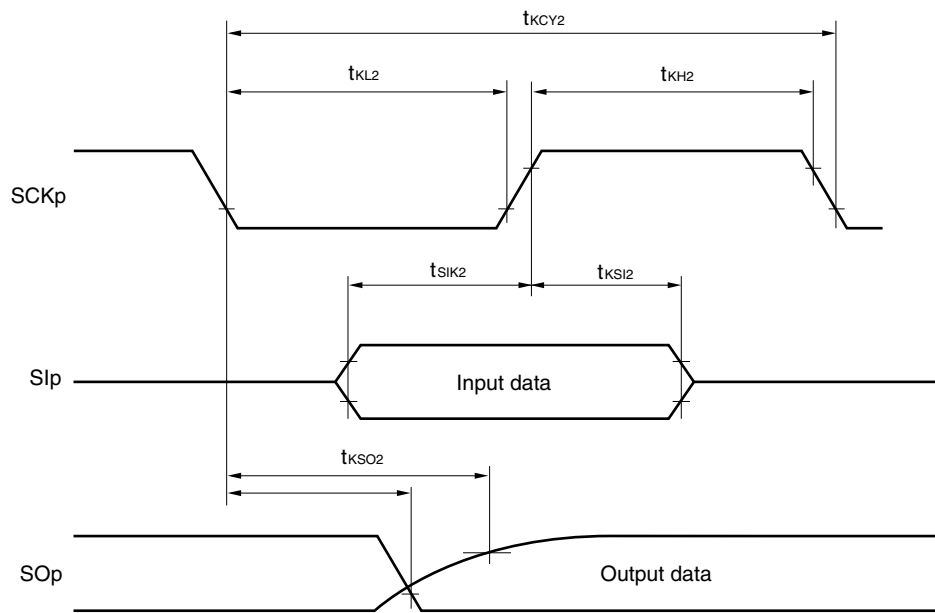 tKCY2
tKL2
tKH2
SCKp
tSIK2
tKSI2
SIp
Input data
tKSO2
SOp
Output data